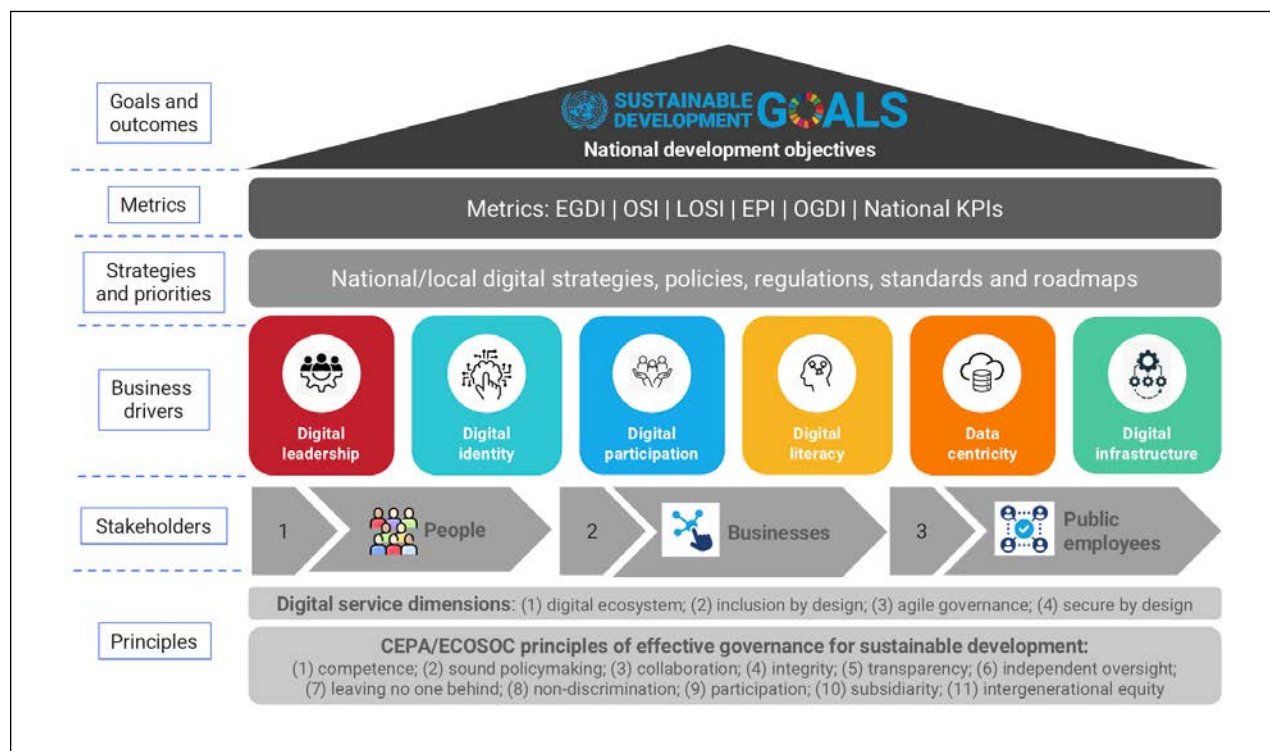 Goals and
outcomes
SUSTAINABLE
DEVELOPMENT
GOALS
National development objectives
Metrics
Metrics: EGDI | OSI | LOSI | EPI | OGDI | National KPIs
Strategies
and priorities
National/local digital strategies, policies, regulations, standards and roadmaps
Business
drivers
Digital
leadership
Digital
identity
Digital
participation
Digital
literacy
Data
centricity
Digital
infrastructure
Stakeholders
1
People
2
Businesses
3
Public
employees
Principles
Digital service dimensions: (1) digital ecosystem; (2) inclusion by design; (3) agile governance; (4) secure by design
CEPA/ECOSOC principles of effective governance for sustainable development:
(1) competence; (2) sound policymaking; (3) collaboration; (4) integrity; (5) transparency; (6) independent oversight;
(7) leaving no one behind; (8) non-discrimination; (9) participation; (10) subsidiarity; (11) intergenerational equity